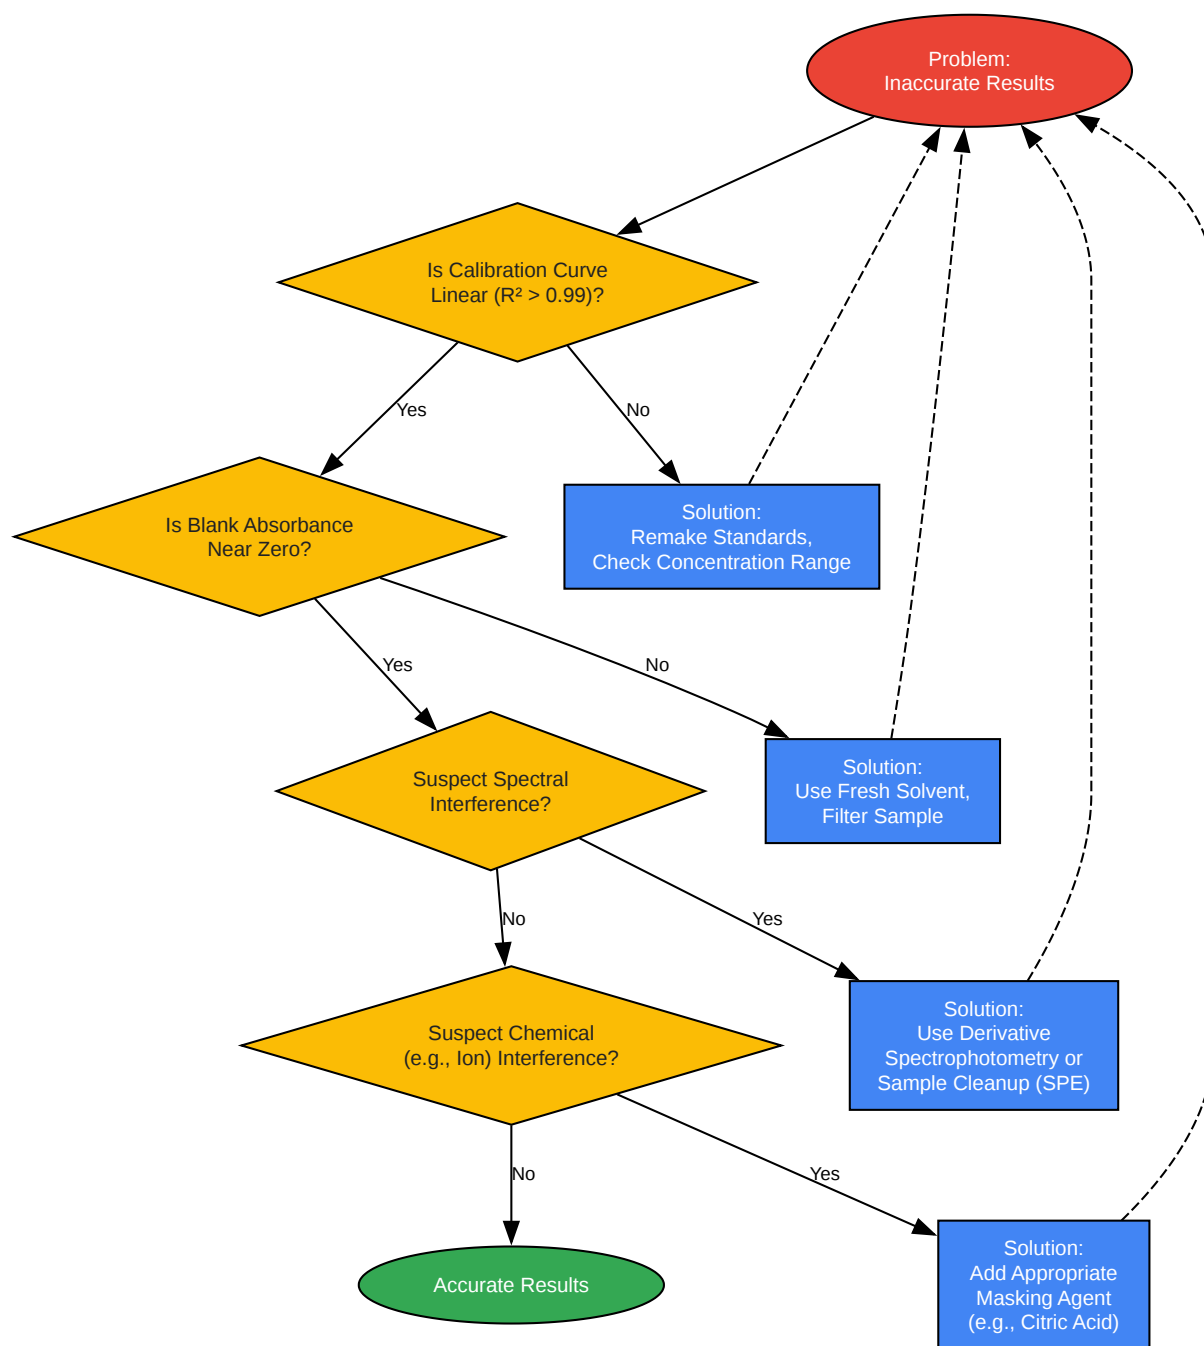 Problem:
Inaccurate Results
Is Calibration Curve
Linear (R² > 0.99)?
Yes
No
Is Blank Absorbance
Near Zero?
Solution:
Remake Standards,
Check Concentration Range
Yes
No
Suspect Spectral
Interference?
Solution:
Use Fresh Solvent,
Filter Sample
No
Yes
Suspect Chemical
(e.g., Ion) Interference?
Solution:
Use Derivative
Spectrophotometry or
Sample Cleanup (SPE)
No
Yes
Accurate Results
Solution:
Add Appropriate
Masking Agent
(e.g., Citric Acid)